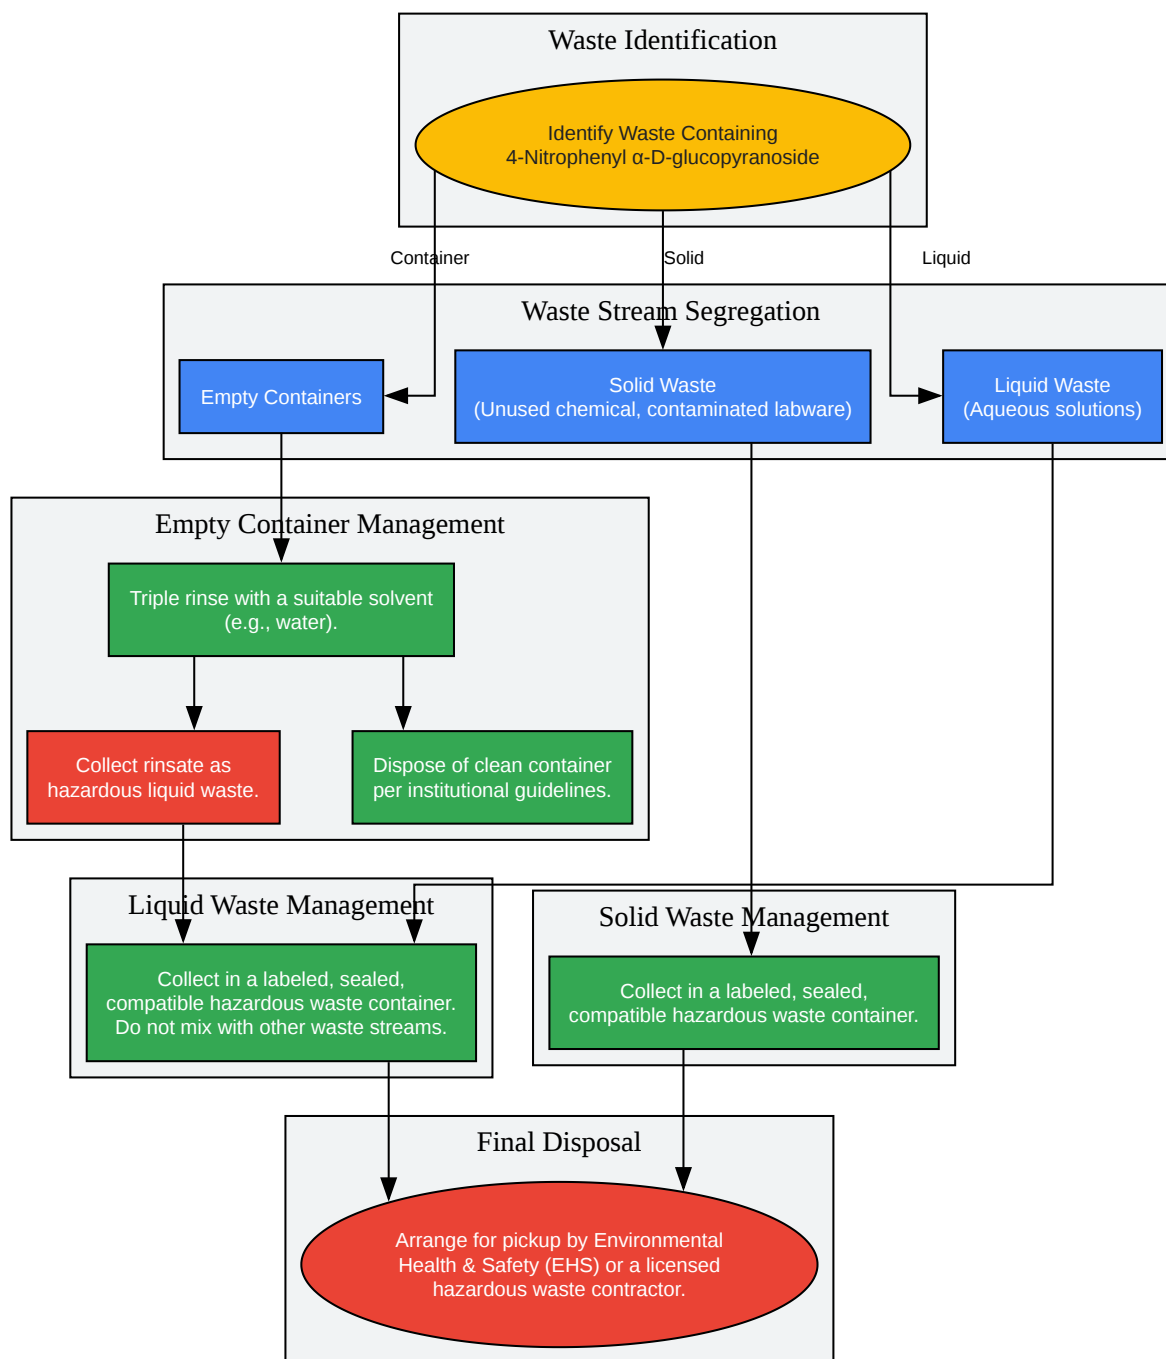 Waste Identification
Identify Waste Containing
4-Nitrophenyl α-D-glucopyranoside
Container
Solid
Liquid
Waste Stream Segregation
Empty Containers
Solid Waste
(Unused chemical, contaminated labware)
Liquid Waste
(Aqueous solutions)
Empty Container Management
Triple rinse with a suitable solvent
(e.g., water).
Collect rinsate as
hazardous liquid waste.
Dispose of clean container
per institutional guidelines.
Liquid Waste Management
Collect in a labeled, sealed,
compatible hazardous waste container.
Do not mix with other waste streams.
Solid Waste Management
Collect in a labeled, sealed,
compatible hazardous waste container.
Final Disposal
Arrange for pickup by Environmental
Health & Safety (EHS) or a licensed
hazardous waste contractor.